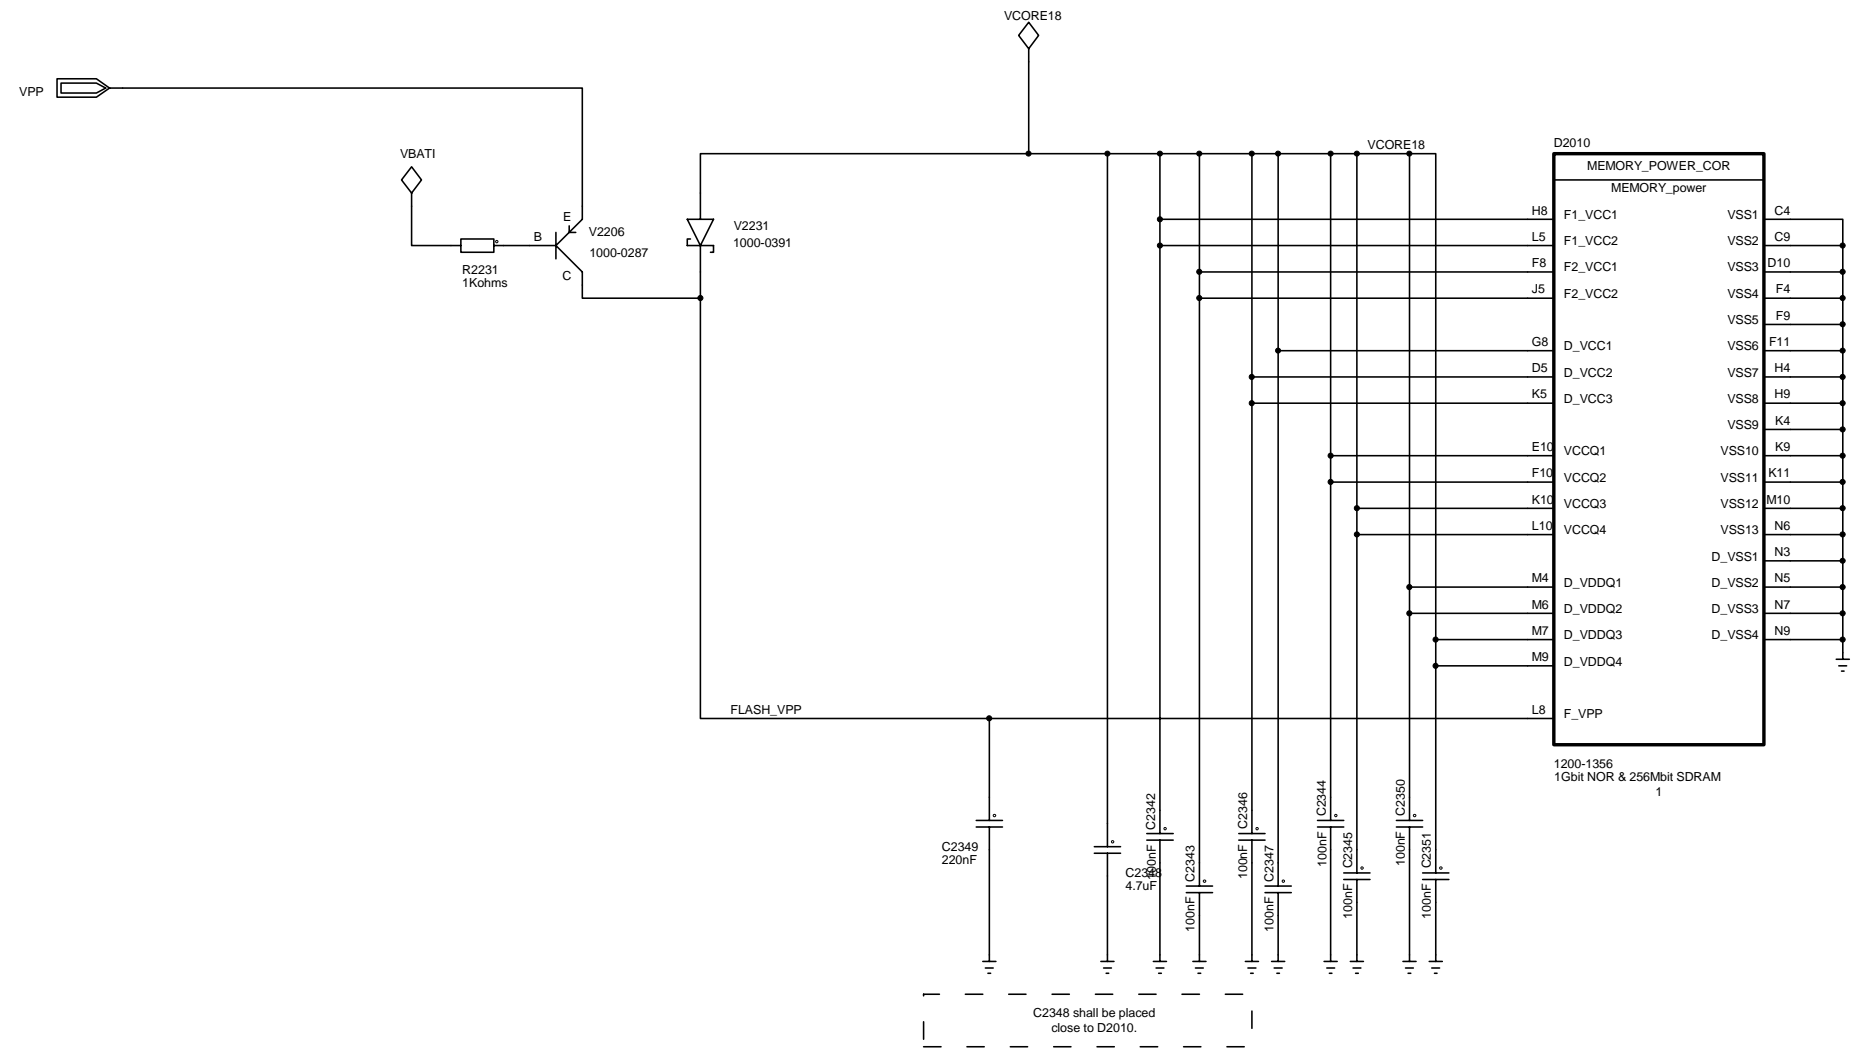 VCORE18
VPP
VBATI
E
B
V2206
1000-0287
C
R2231
1Kohms
V2231
1000-0391
VCORE18
D2010
MEMORY_POWER_COR
MEMORY_power
H8 F1_VCC1 VSS1 C4
L5 F1_VCC2 VSS2 C9
F8 F2_VCC1 VSS3 D10
J5 F2_VCC2 VSS4 F4
VSS5 F9
G8 D_VCC1 VSS6 F11
D5 D_VCC2 VSS7 H4
K5 D_VCC3 VSS8 H9
VSS9 K4
E10 VCCQ1 VSS10 K9
F10 VCCQ2 VSS11 K11
K10 VCCQ3 VSS12 M10
L10 VCCQ4 VSS13 N6
D_VSS1 N3
M4 D_VDDQ1 D_VSS2 N5
M6 D_VDDQ2 D_VSS3 N7
M7 D_VDDQ3 D_VSS4 N9
M9 D_VDDQ4
FLASH_VPP
L8 F_VPP
1200-1356
1Gbit NOR & 256Mbit SDRAM
1
C2349
220nF
C2348
4.7uF
C2342
100nF
C2343
100nF
C2346
100nF
C2347
100nF
C2344
100nF
C2345
100nF
C2350
100nF
C2351
100nF
C2348 shall be placed
close to D2010.